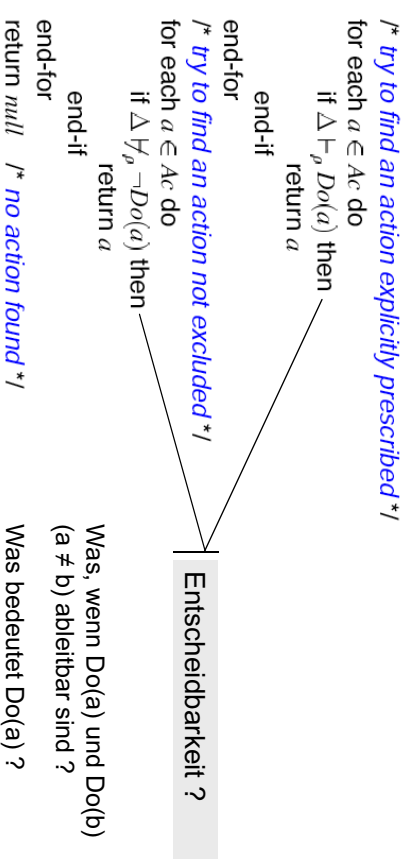 /* try to find an action explicitly prescribed */
for each a ∈ Ac do
if Δ ⊢ρ Do(a) then
return a
end-if
end-for
/* try to find an action not excluded */
for each a ∈ Ac do
if Δ ⊬ρ ¬Do(a) then
return a
end-if
end-for
return null /* no action found */
Entscheidbarkeit ?
Was, wenn Do(a) und Do(b)
(a ≠ b) ableitbar sind ?
Was bedeutet Do(a) ?